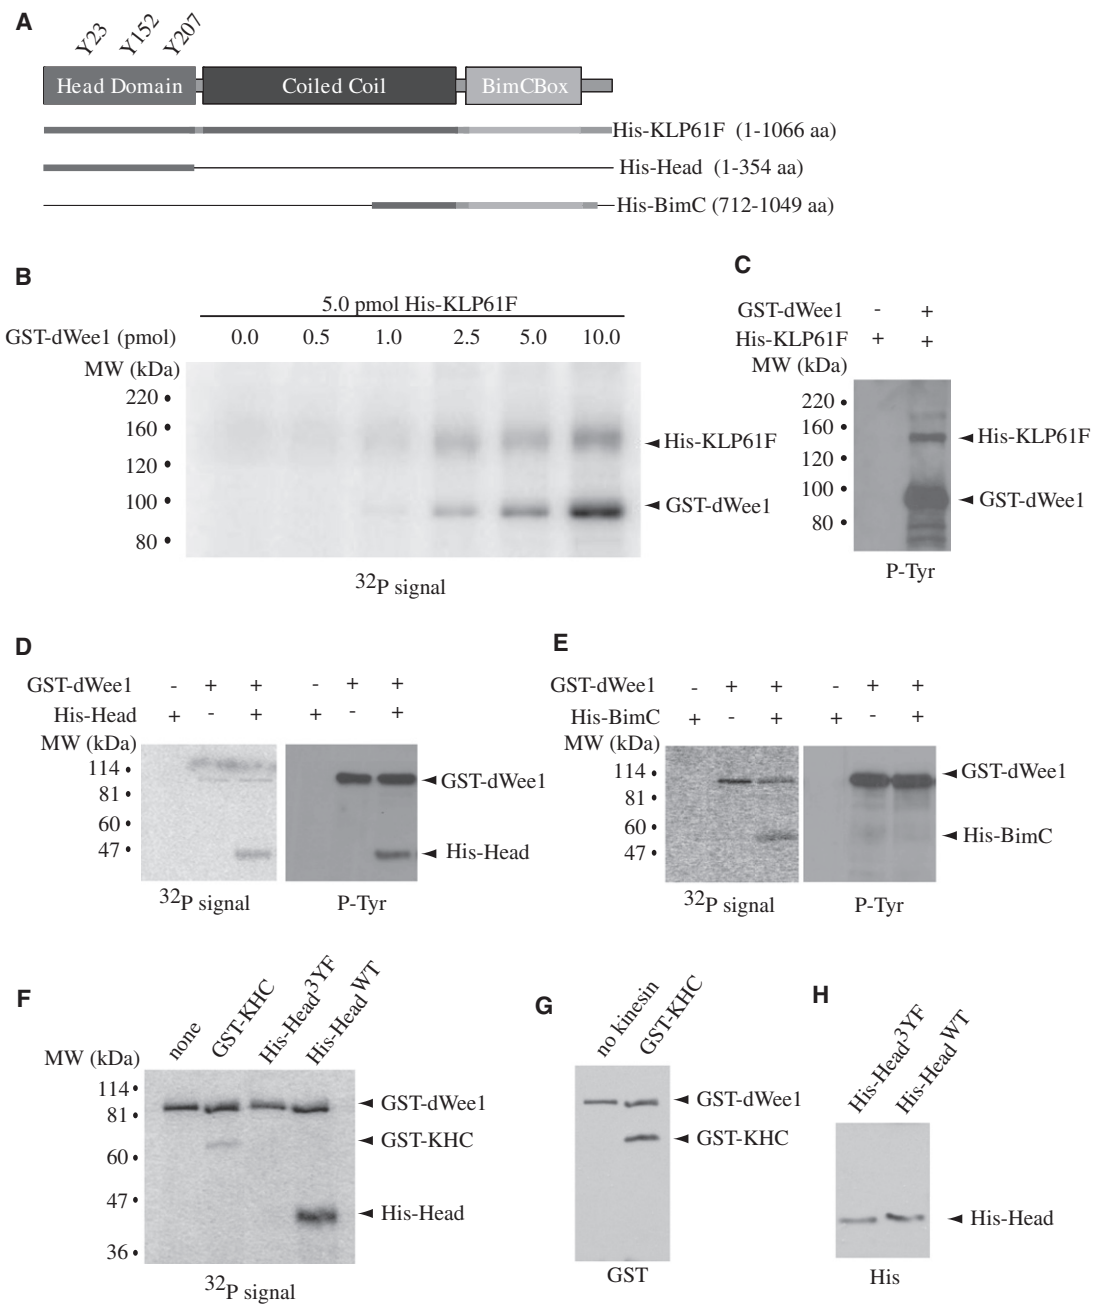 A
Y23 Y152 Y207
Head Domain Coiled Coil BimCBox
His-KLP61F (1-1066 aa)
His-Head (1-354 aa)
His-BimC (712-1049 aa)
B
5.0 pmol His-KLP61F
GST-dWee1 (pmol) 0.0 0.5 1.0 2.5 5.0 10.0
MW (kDa)
220
160
120
100
80
His-KLP61F
GST-dWee1
32P signal
C
GST-dWee1 - +
His-KLP61F + +
MW (kDa)
220
160
120
100
80
His-KLP61F
GST-dWee1
P-Tyr
D
GST-dWee1 - + + - + +
His-Head + - + + - +
MW (kDa)
114
81
60
47
GST-dWee1
His-Head
32P signal P-Tyr
E
GST-dWee1 - + + - + +
His-BimC + - + + - +
MW (kDa)
114
81
60
47
GST-dWee1
His-BimC
32P signal P-Tyr
F
none GST-KHC His-Head3YF His-HeadWT
MW (kDa)
114
81
60
47
36
GST-dWee1
GST-KHC
His-Head
32P signal
G
no kinesin GST-KHC
GST-dWee1
GST-KHC
GST
H
His-Head3YF His-HeadWT
His-Head
His